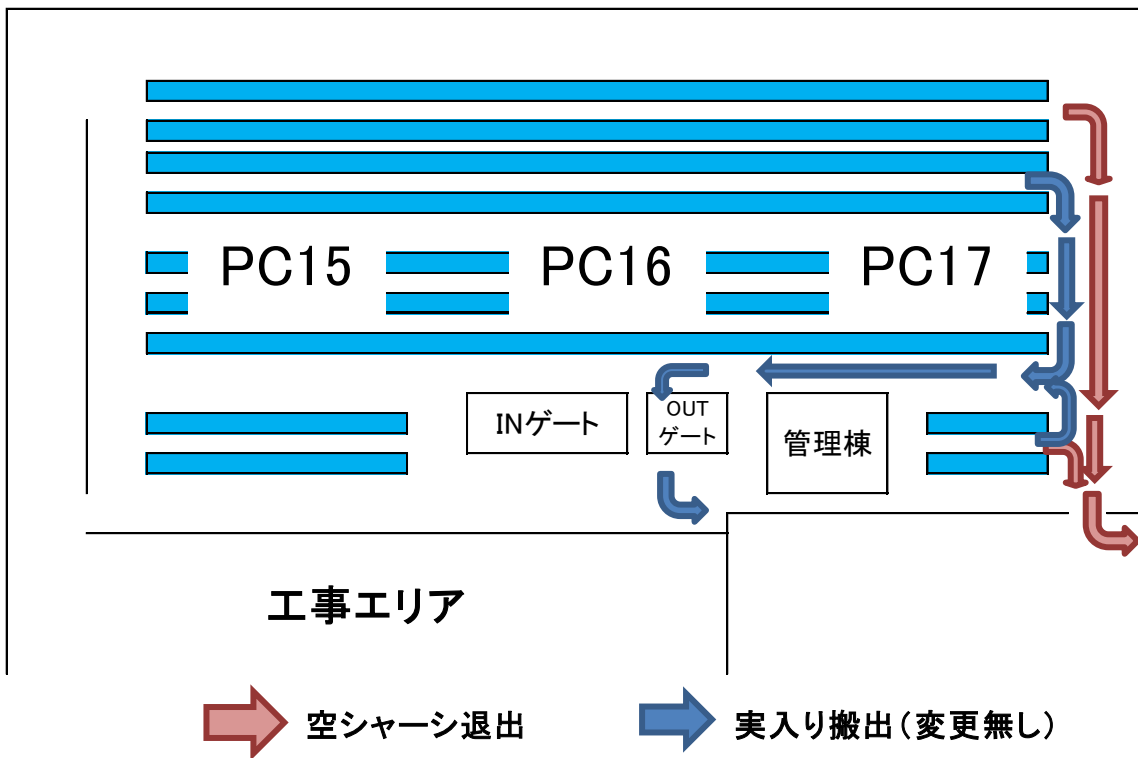 PC15 PC16 PC17
INゲート
OUT
ゲート
管理棟
工事エリア
空シャーシ退出
実入り搬出(変更無し)